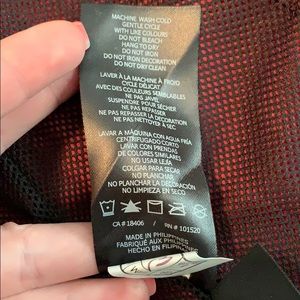 MACHINE WASH COLD
GENTLE CYCLE
WITH LIKE COLOURS
DO NOT BLEACH
HANG TO DRY
DO NOT IRON
DO NOT IRON DECORATION
DO NOT DRY CLEAN
LAVER À LA MACHINE À FROID
CYCLE DÉLICAT
AVEC DES COULEURS SEMBLABLES
NE PAS JAVEL
SUSPENDRE POUR SÉCHER
NE PAS REPASSER
NE PAS REPASSER LA DÉCORATION
NE PAS NETTOYER À SEC
LAVAR A MÁQUINA CON AGUA FRÍA
CENTRIFUGADO CORTO
LAVAR CON PRENDAS
DE COLORES SIMILARES
NO USAR LEJÍA
COLGAR PARA SECAR
NO PLANCHAR
NO PLANCHAR LA DECORACIÓN
NO LIMPIEZA EN SECO
CA# 18406 / RN # 101520
MADE IN PHILIPPINES
FABRIQUÉ AUX PHILIPPINES
HECHO EN FILIPINAS